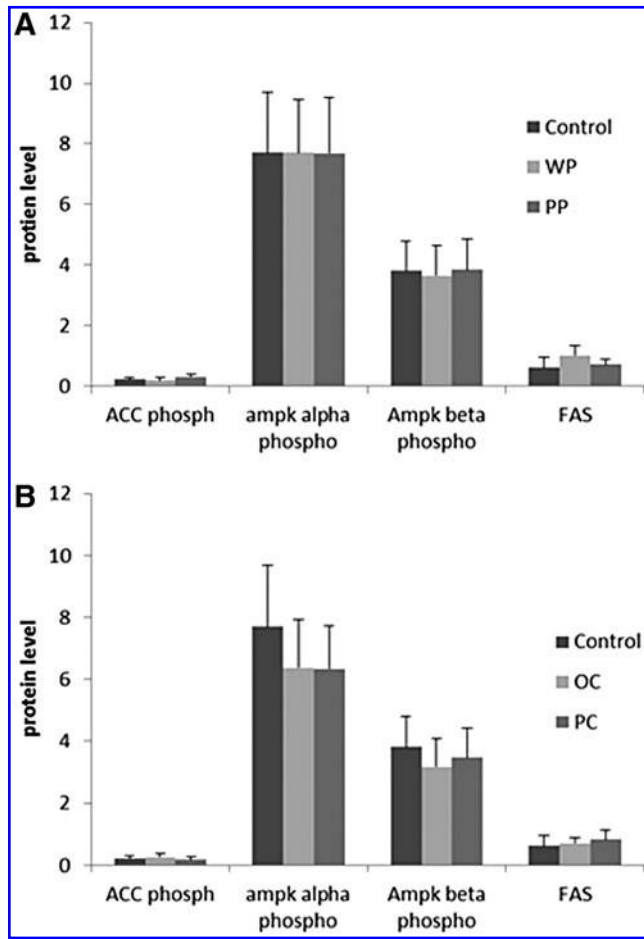 A
12
10
8
6
4
2
0
protien level
Control
WP
PP
ACC phosph
ampk alpha
phospho
Ampk beta
phospho
FAS
B
12
10
8
6
4
2
0
protein level
Control
OC
PC
ACC phosph
ampk alpha
phospho
Ampk beta
phospho
FAS